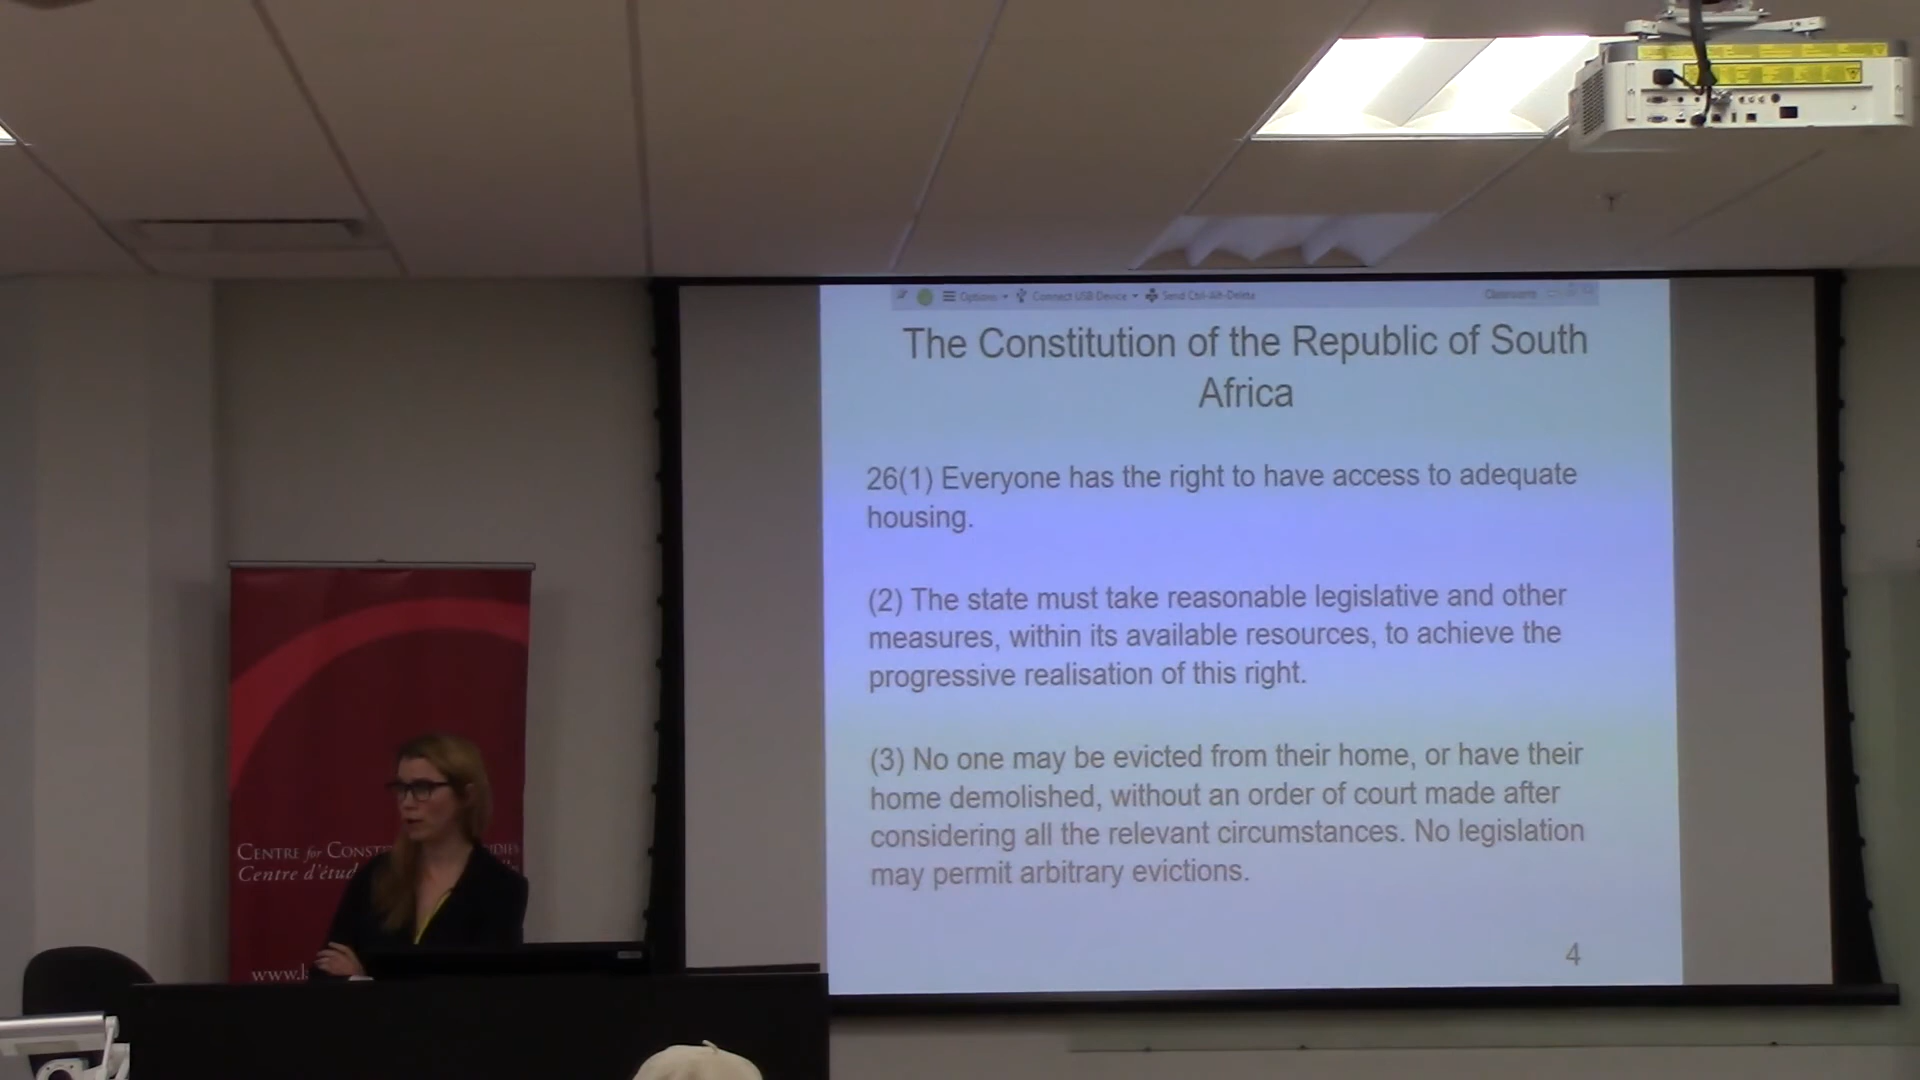 Options
Connect USB Device
Send Ctrl-Alt-Delete
Classrooms
The Constitution of the Republic of South
Africa
26(1) Everyone has the right to have access to adequate
housing.
(2) The state must take reasonable legislative and other
measures, within its available resources, to achieve the
progressive realisation of this right.
(3) No one may be evicted from their home, or have their
home demolished, without an order of court made after
considering all the relevant circumstances. No legislation
may permit arbitrary evictions.
4
CENTRE for CONST
Centre d'étud
www.